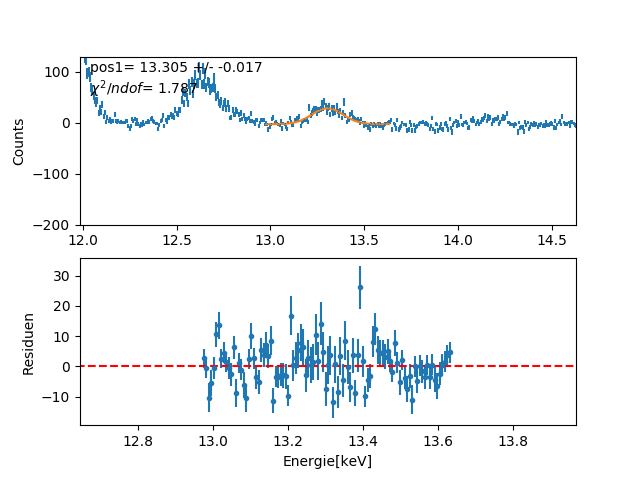 100
0
−100
−200
Counts
pos1= 13.305 +/- -0.017
χ²/ndof= 1.787
12.0 12.5 13.0 13.5 14.0 14.5
30
20
10
0
−10
Residuen
12.8 13.0 13.2 13.4 13.6 13.8
Energie[keV]